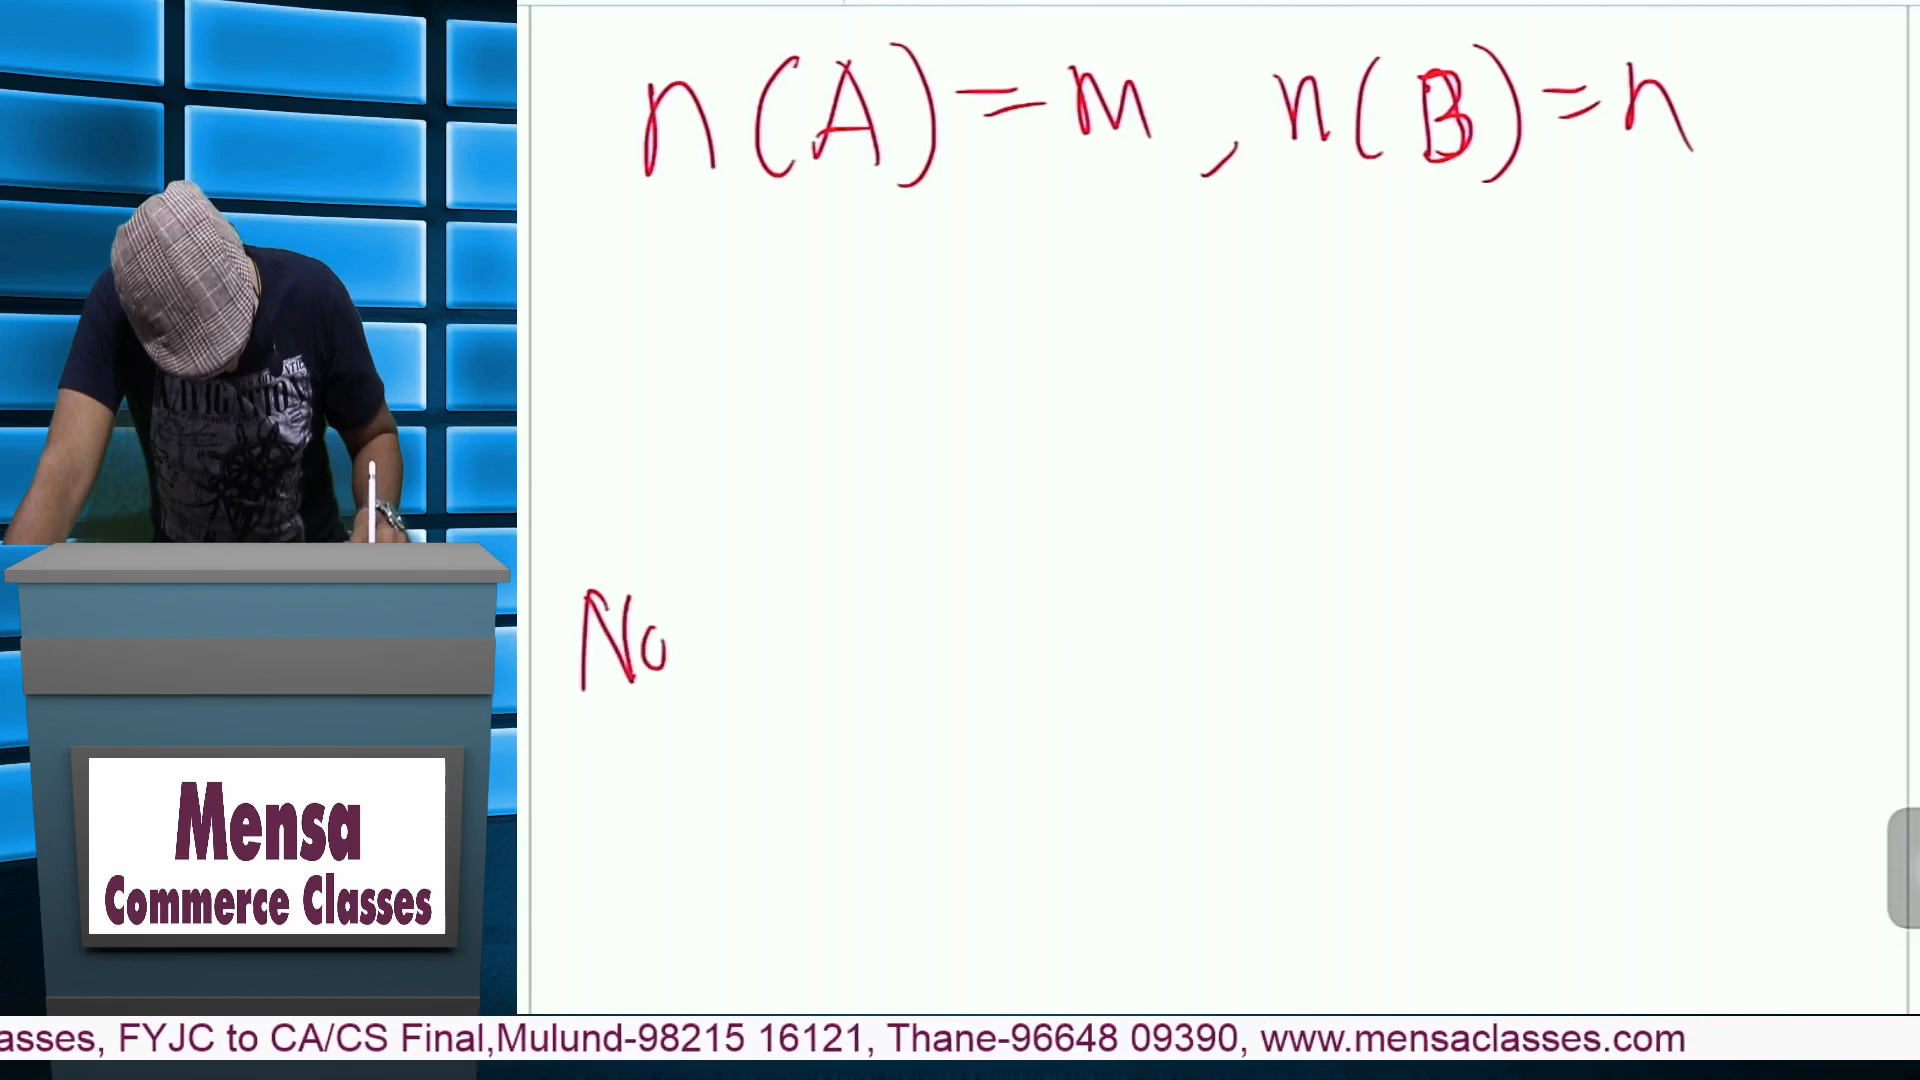 n(A) = m , n(B) = n
No
NAVIGATION
Mensa
Commerce Classes
asses, FYJC to CA/CS Final,Mulund-98215 16121, Thane-96648 09390, www.mensaclasses.com